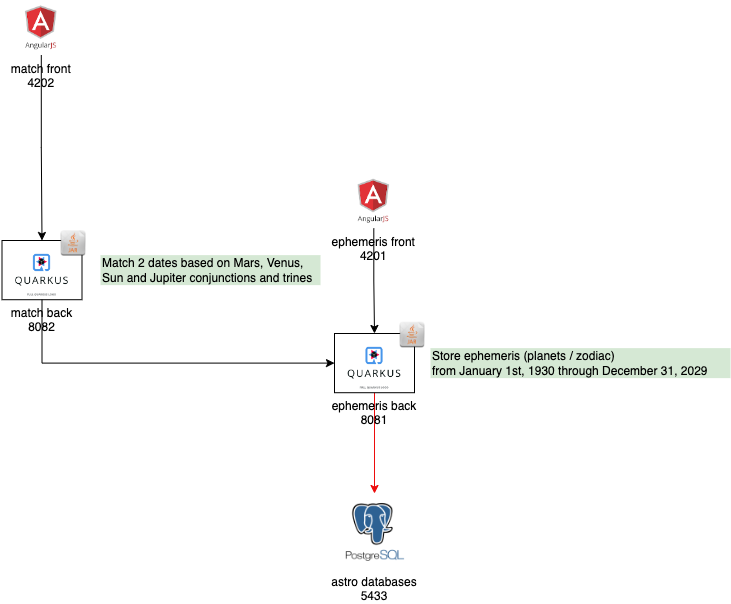 AngularJS
match front
4202
AngularJS
ephemeris front
4201
JAR
QUARKUS
match back
8082
Match 2 dates based on Mars, Venus,
Sun and Jupiter conjunctions and trines
JAR
QUARKUS
ephemeris back
8081
Store ephemeris (planets / zodiac)
from January 1st, 1930 through December 31, 2029
PostgreSQL
astro databases
5433